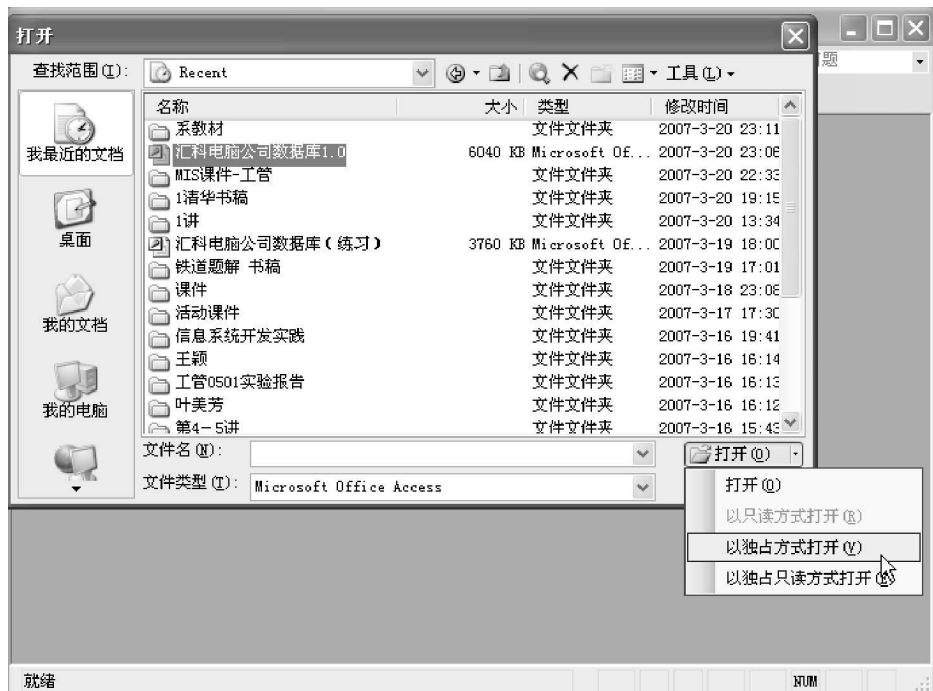 打开
查找范围(I):
Recent
工具(L)
题
名称 大小 类型 修改时间
系教材 文件文件夹 2007-3-20 23:11
汇科电脑公司数据库1.0 6040 KB Microsoft Of... 2007-3-20 23:06
MIS课件-工管 文件文件夹 2007-3-20 22:33
1清华书稿 文件文件夹 2007-3-20 19:15
1讲 文件文件夹 2007-3-20 13:34
汇科电脑公司数据库(练习) 3760 KB Microsoft Of... 2007-3-19 18:00
铁道题解 书稿 文件文件夹 2007-3-19 17:01
课件 文件文件夹 2007-3-18 23:08
活动课件 文件文件夹 2007-3-17 17:30
信息系统开发实践 文件文件夹 2007-3-16 19:41
王颖 文件文件夹 2007-3-16 16:14
工管0501实验报告 文件文件夹 2007-3-16 16:13
叶美芳 文件文件夹 2007-3-16 16:12
第4-5讲 文件文件夹 2007-3-16 15:43
我最近的文档
桌面
我的文档
我的电脑
文件名(N):
打开(O)
文件类型(T): Microsoft Office Access
打开(O)
以只读方式打开(R)
以独占方式打开(V)
以独占只读方式打开
就绪
NUM